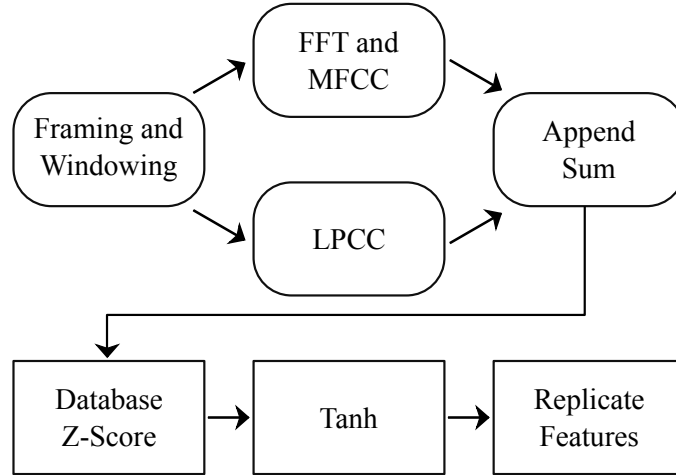 FFT and
MFCC
Framing and
Windowing
Append
Sum
LPCC
Database
Z-Score
Tanh
Replicate
Features